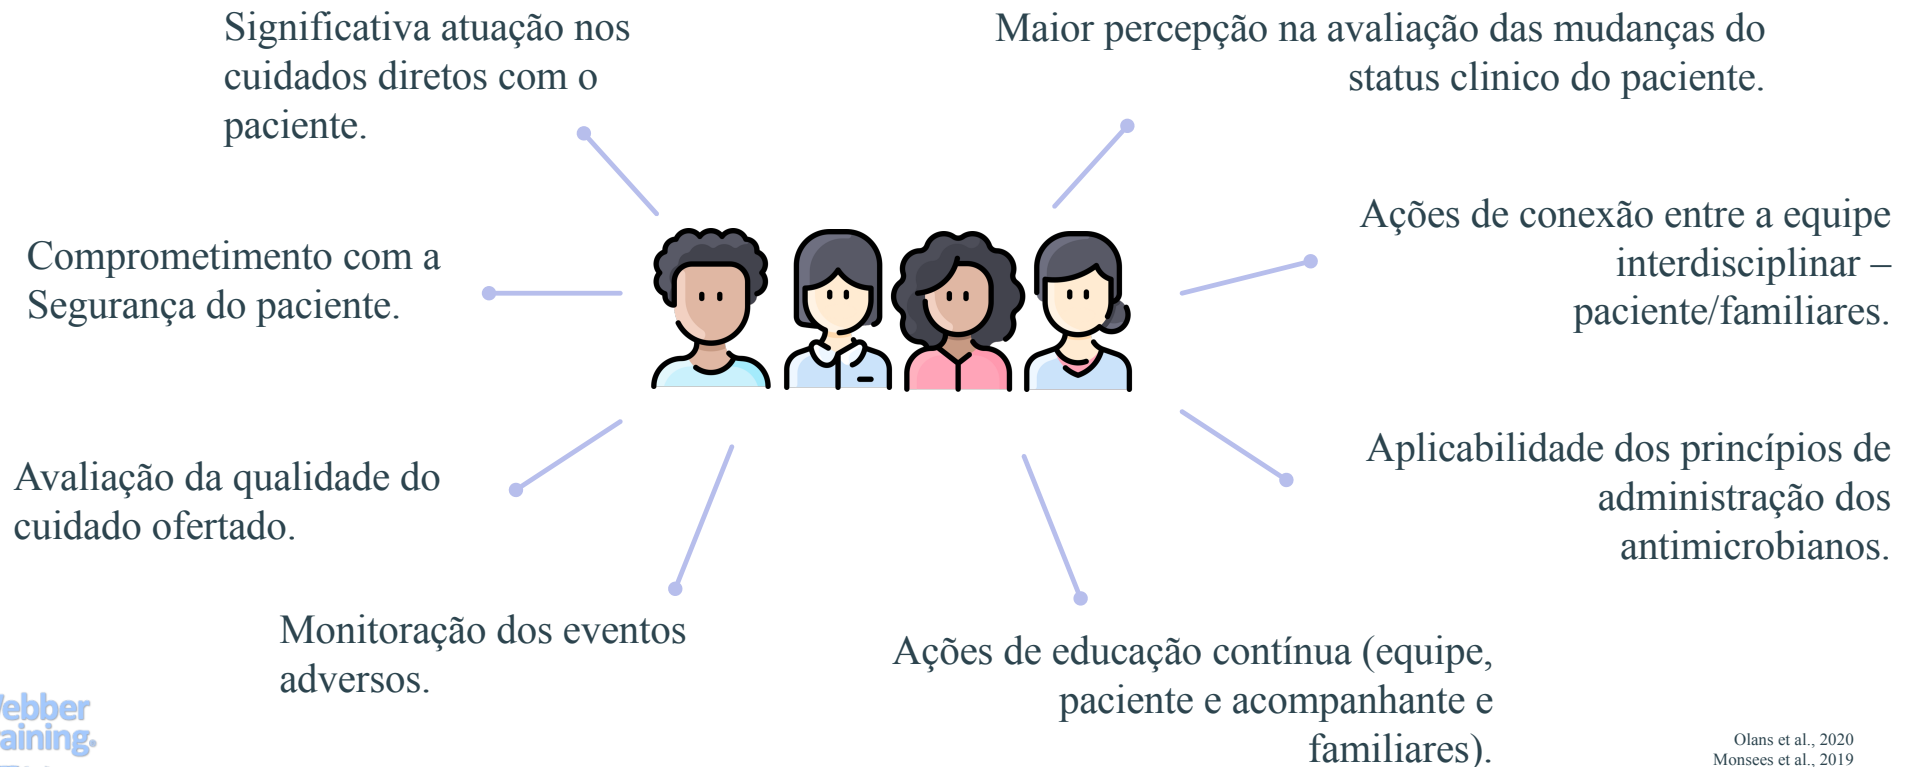 Significativa atuação nos
cuidados diretos com o
paciente.
Maior percepção na avaliação das mudanças do
status clinico do paciente.
Comprometimento com a
Segurança do paciente.
Ações de conexão entre a equipe
interdisciplinar –
paciente/familiares.
Avaliação da qualidade do
cuidado ofertado.
Aplicabilidade dos princípios de
administração dos
antimicrobianos.
Monitoração dos eventos
adversos.
Ações de educação contínua (equipe,
paciente e acompanhante e
familiares).
ebber
aining.
Olans et al., 2020
Monsees et al., 2019